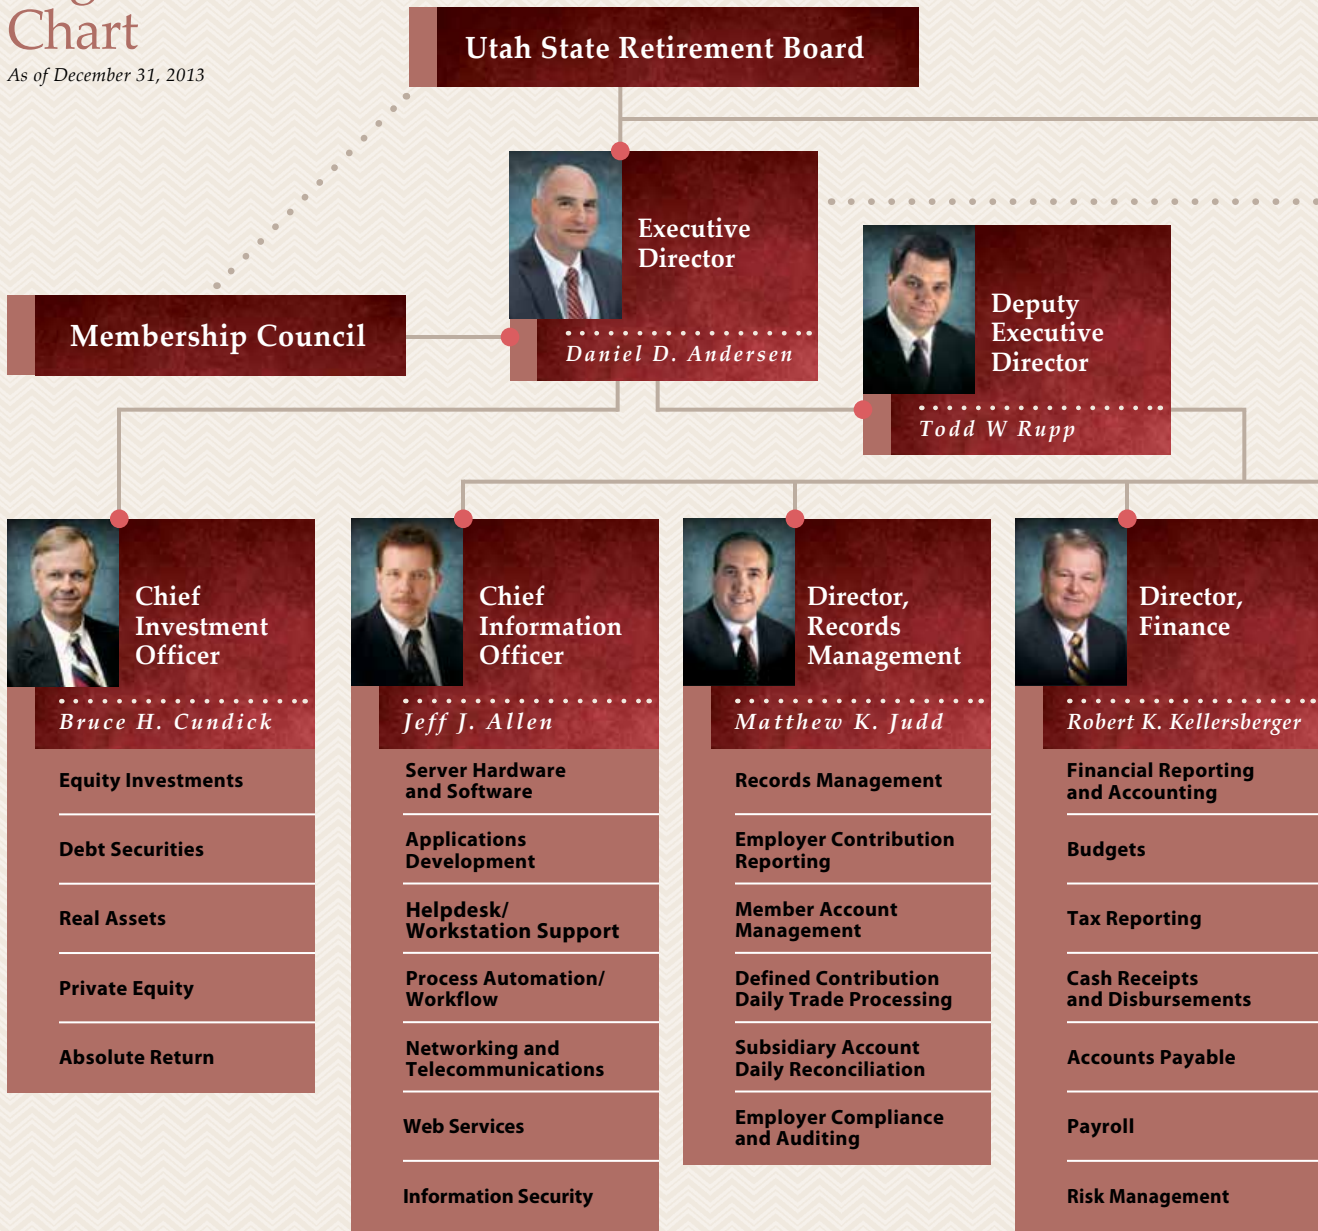 Chart
As of December 31, 2013
Utah State Retirement Board
Executive
Director
Daniel D. Andersen
Membership Council
Deputy
Executive
Director
Todd W Rupp
Chief
Investment
Officer
Bruce H. Cundick
Equity Investments
Debt Securities
Real Assets
Private Equity
Absolute Return
Chief
Information
Officer
Jeff J. Allen
Server Hardware
and Software
Applications
Development
Helpdesk/
Workstation Support
Process Automation/
Workflow
Networking and
Telecommunications
Web Services
Information Security
Director,
Records
Management
Matthew K. Judd
Records Management
Employer Contribution
Reporting
Member Account
Management
Defined Contribution
Daily Trade Processing
Subsidiary Account
Daily Reconciliation
Employer Compliance
and Auditing
Director,
Finance
Robert K. Kellersberger
Financial Reporting
and Accounting
Budgets
Tax Reporting
Cash Receipts
and Disbursements
Accounts Payable
Payroll
Risk Management